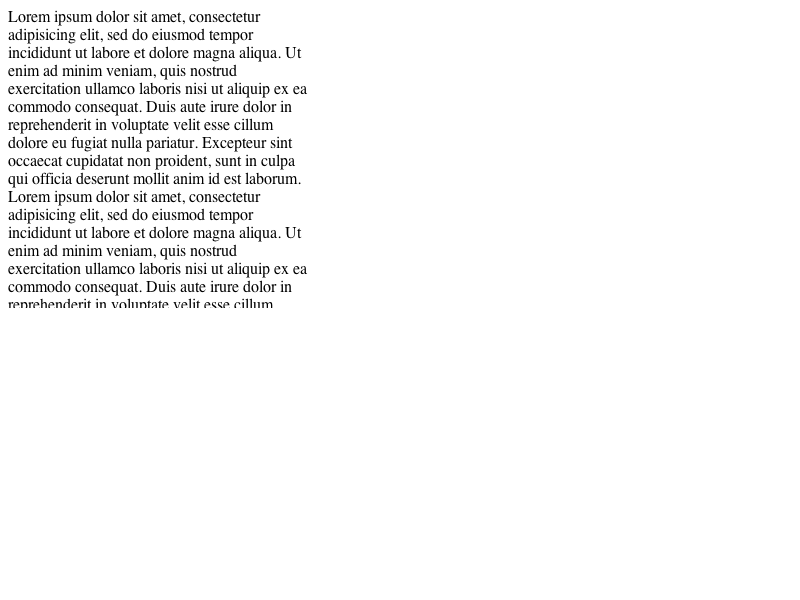 Lorem ipsum dolor sit amet, consectetur
adipisicing elit, sed do eiusmod tempor
incididunt ut labore et dolore magna aliqua. Ut
enim ad minim veniam, quis nostrud
exercitation ullamco laboris nisi ut aliquip ex ea
commodo consequat. Duis aute irure dolor in
reprehenderit in voluptate velit esse cillum
dolore eu fugiat nulla pariatur. Excepteur sint
occaecat cupidatat non proident, sunt in culpa
qui officia deserunt mollit anim id est laborum.
Lorem ipsum dolor sit amet, consectetur
adipisicing elit, sed do eiusmod tempor
incididunt ut labore et dolore magna aliqua. Ut
enim ad minim veniam, quis nostrud
exercitation ullamco laboris nisi ut aliquip ex ea
commodo consequat. Duis aute irure dolor in
reprehenderit in voluptate velit esse cillum